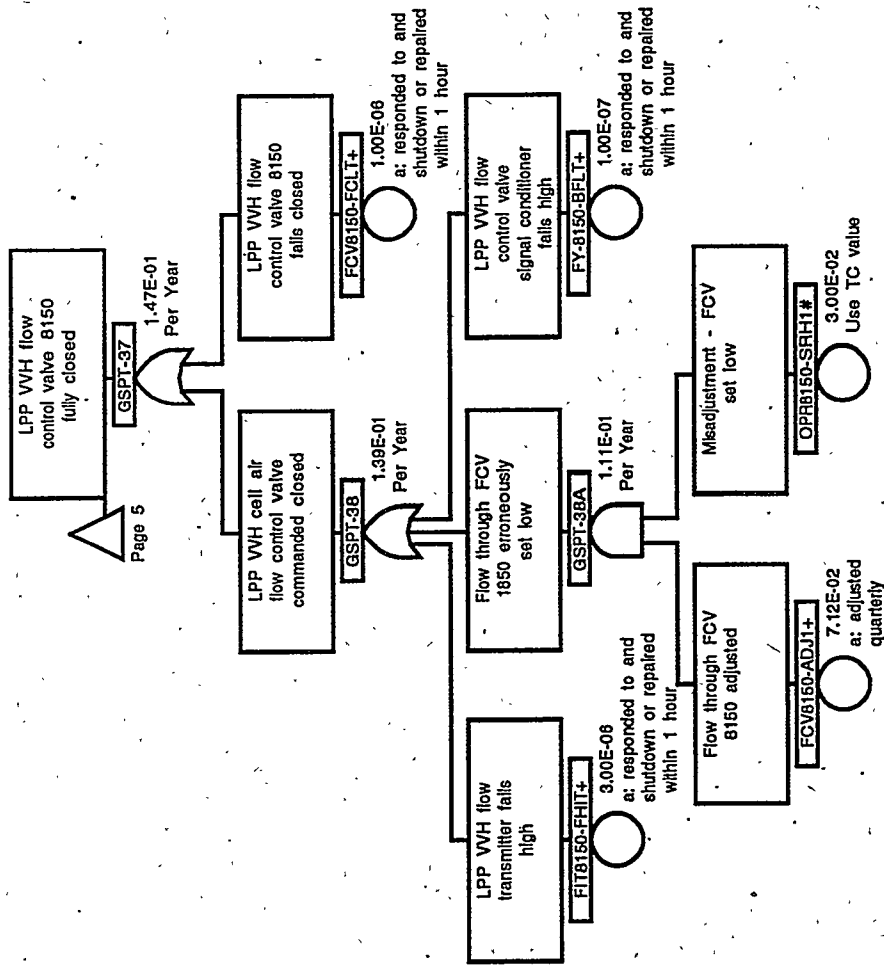 LPP VVH flow
control valve 8150
fully closed
GSPT-37
Page 5
1.47E-01
Per Year
LPP VVH cell air
flow control valve
commanded closed
GSPT-38
1.39E-01
Per Year
LPP VVH flow
control valve 8150
fails closed
FCV8150-FCLT+
1.00E-06
a: responded to and
shutdown or repaired
within 1 hour
LPP VVH flow
transmitter fails
high
FIT8150-FHIT+
3.00E-06
a: responded to and
shutdown or repaired
within 1 hour
Flow through FCV
1850 erroneously
set low
GSPT-38A
1.11E-01
Per Year
LPP VVH flow
control valve
signal conditioner
fails high
FY-8150-BFLT+
1.00E-07
a: responded to and
shutdown or repaired
within 1 hour
Flow through FCV
8150 adjusted
FCV8150-ADJ1+
7.12E-02
a: adjusted
quarterly
Misadjustment - FCV
set low
OPR8150-SRH1#
3.00E-02
Use TC value